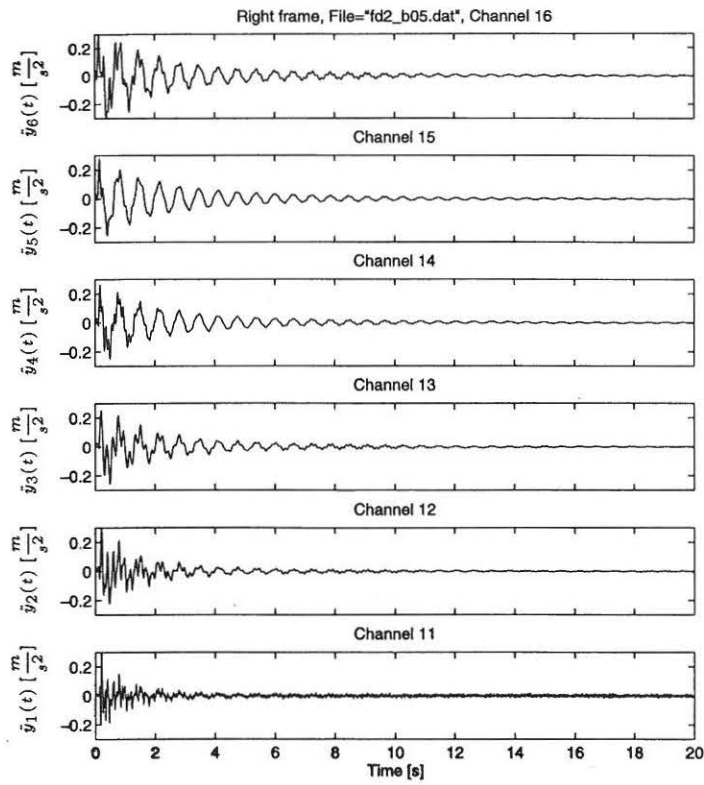 Right frame, File="fd2_b05.dat", Channel 16
ÿ6(t) [m/s²]
0.2
0
−0.2
Channel 15
ÿ5(t) [m/s²]
0.2
0
−0.2
Channel 14
ÿ4(t) [m/s²]
0.2
0
−0.2
Channel 13
ÿ3(t) [m/s²]
0.2
0
−0.2
Channel 12
ÿ2(t) [m/s²]
0.2
0
−0.2
Channel 11
ÿ1(t) [m/s²]
0.2
0
−0.2
0 2 4 6 8 10 12 14 16 18 20
Time [s]